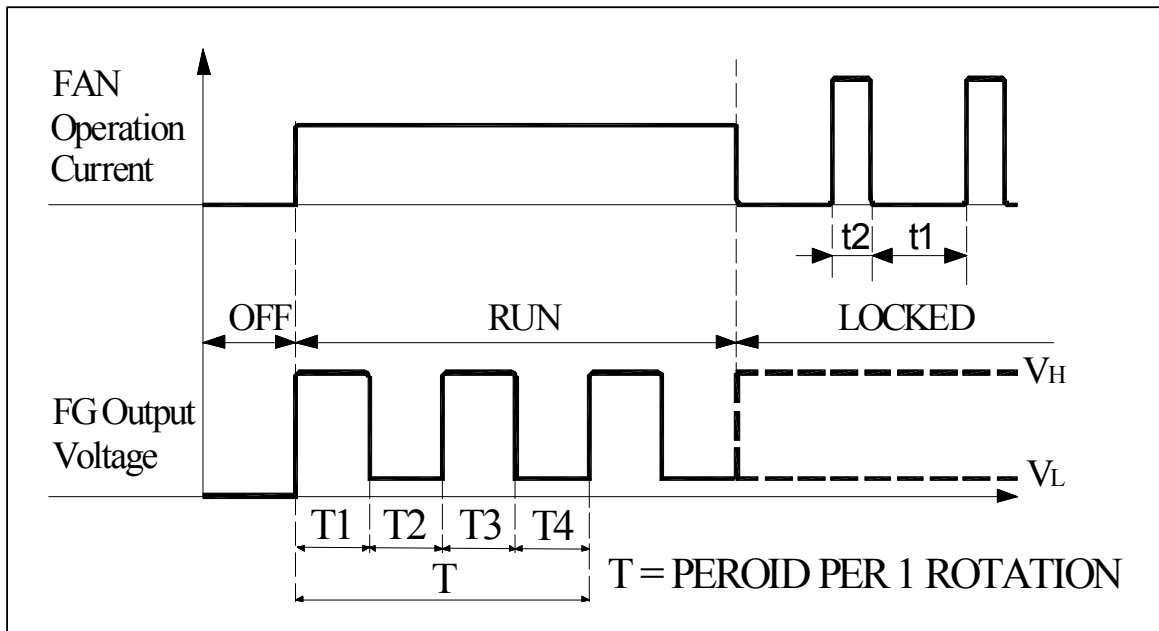 FAN
Operation
Current
t2 t1
OFF RUN LOCKED
VH
FG Output
Voltage
VL
T1 T2 T3 T4
T
T = PEROID PER 1 ROTATION